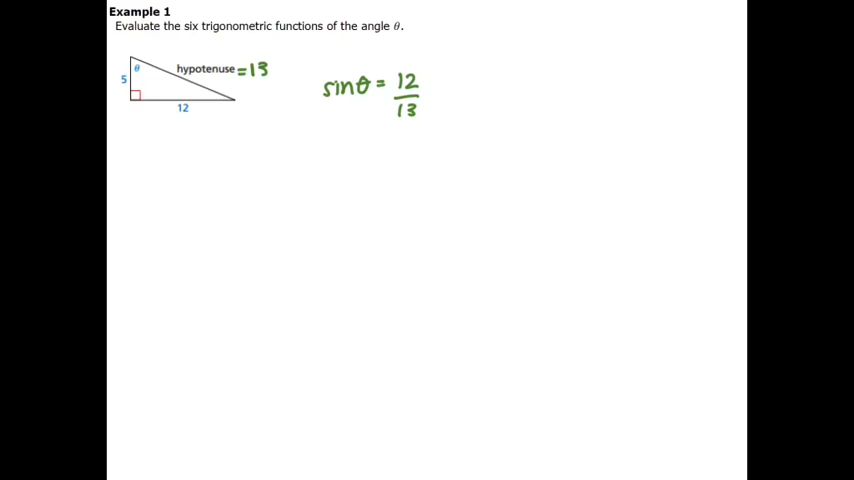 Example 1
Evaluate the six trigonometric functions of the angle θ.
θ
hypotenuse =13
5
12
sinθ = 12/13